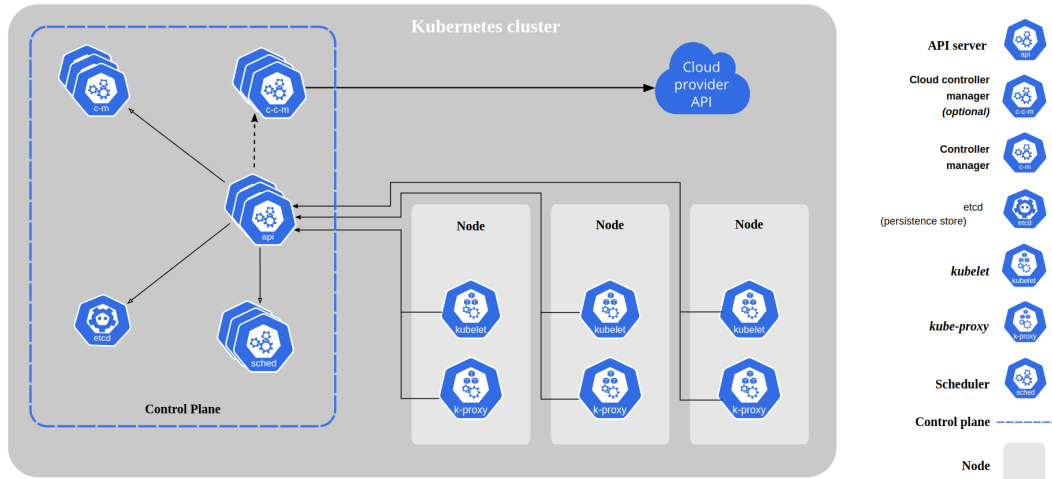 Kubernetes cluster
c-m
c-c-m
Cloud
provider
API
api
etcd
sched
Control Plane
Node
kubelet
k-proxy
Node
kubelet
k-proxy
Node
kubelet
k-proxy
API server
api
Cloud controller
manager
(optional)
c-c-m
Controller
manager
c-m
etcd
(persistence store)
etcd
kubelet
kubelet
kube-proxy
k-proxy
Scheduler
sched
Control plane
Node